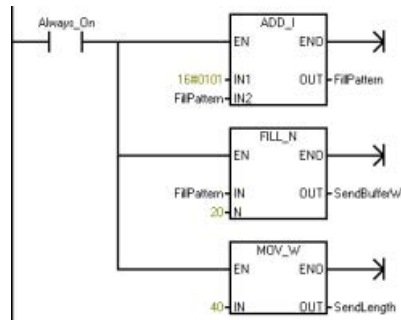 Always_On
ADD_I
EN ENO
16#0101 IN1 OUT FillPattern
FillPattern IN2
FILL_N
EN ENO
FillPattern IN OUT SendBufferW
20 N
MOV_W
EN ENO
40 IN OUT SendLength